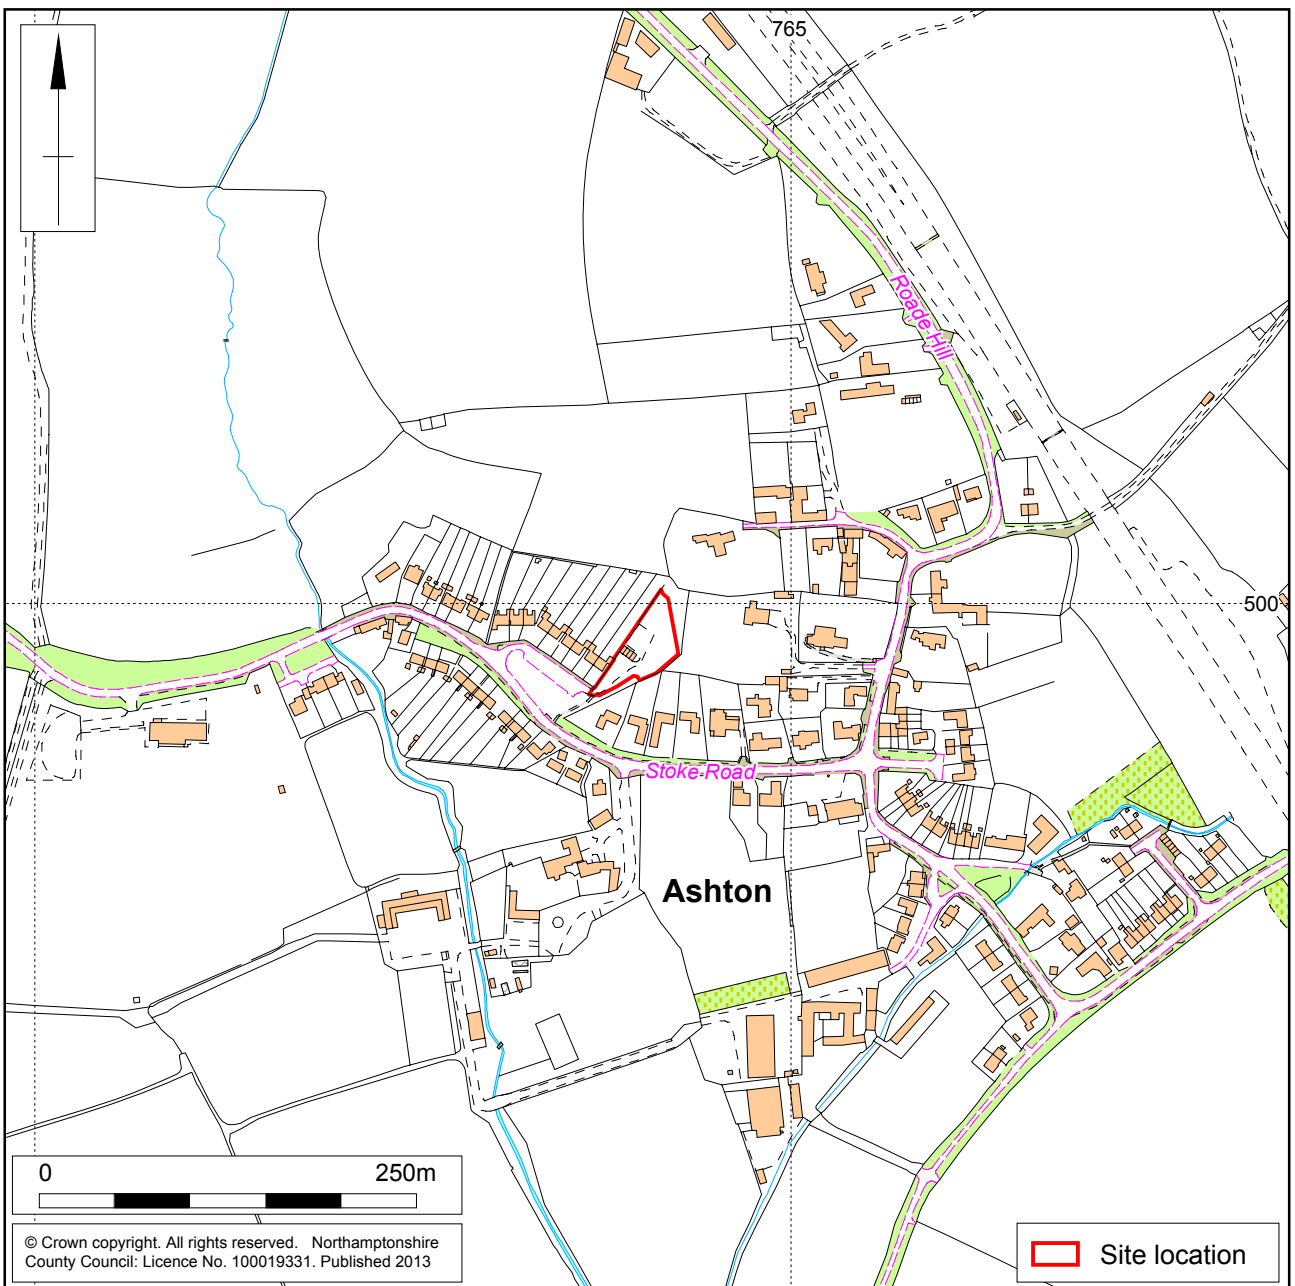 765
Roade Hill
500
Stoke Road
Ashton
0 250m
© Crown copyright. All rights reserved. Northamptonshire
County Council: Licence No. 100019331. Published 2013
Site location